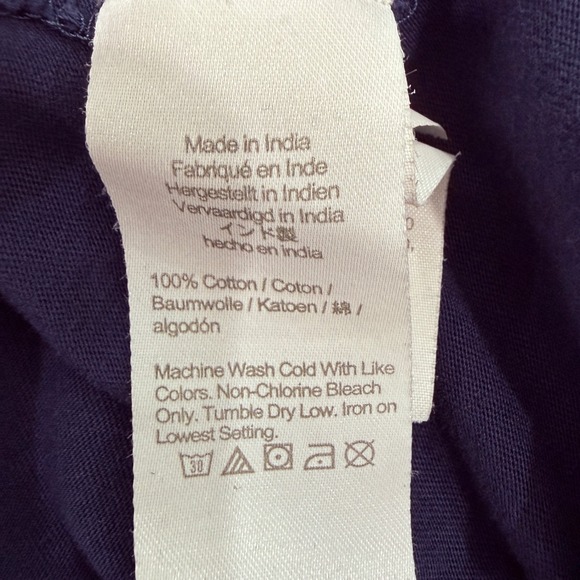 Made in India
Fabriqué en Inde
Hergestellt in Indien
Vervaardigd in India
インド製
hecho en india
100% Cotton / Coton /
Baumwolle / Katoen / 綿 /
algodón
Machine Wash Cold With Like
Colors. Non-Chlorine Bleach
Only. Tumble Dry Low. Iron on
Lowest Setting.
30